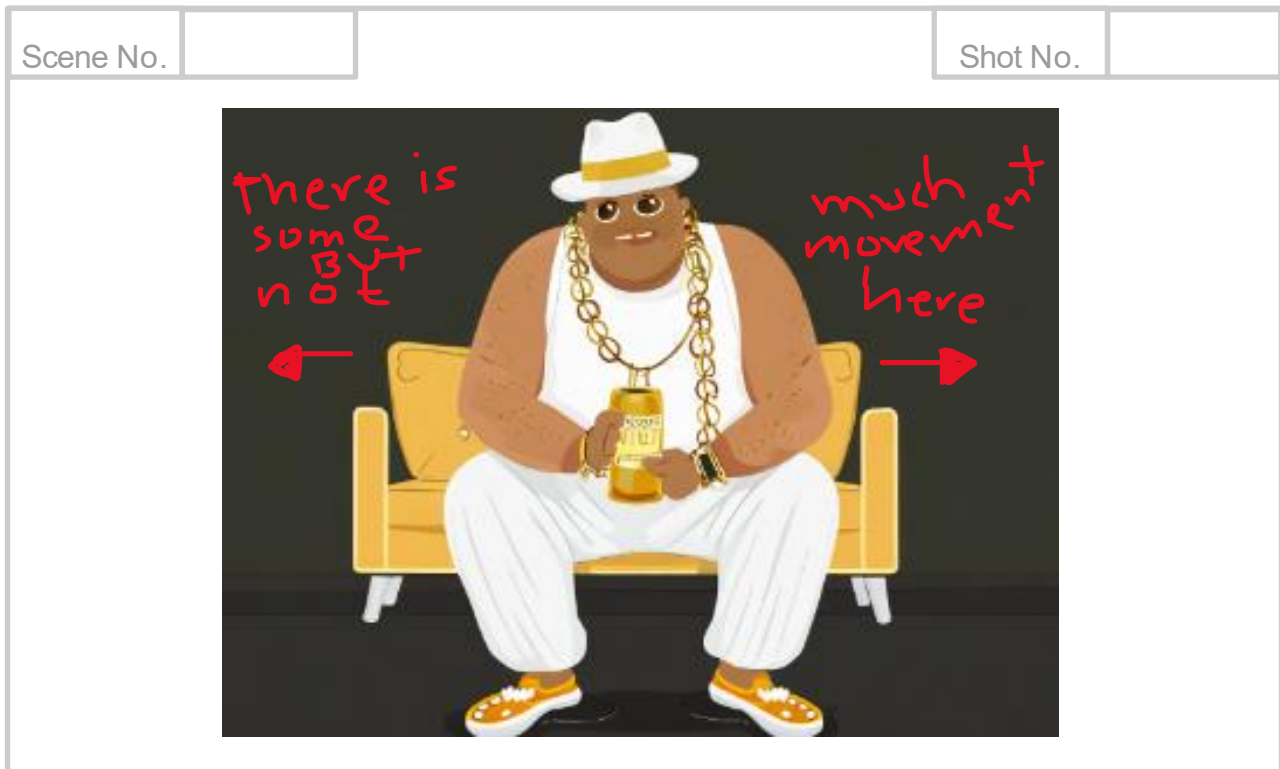 Scene No.
Shot No.
There is
some
BUT
not
much
movement
here